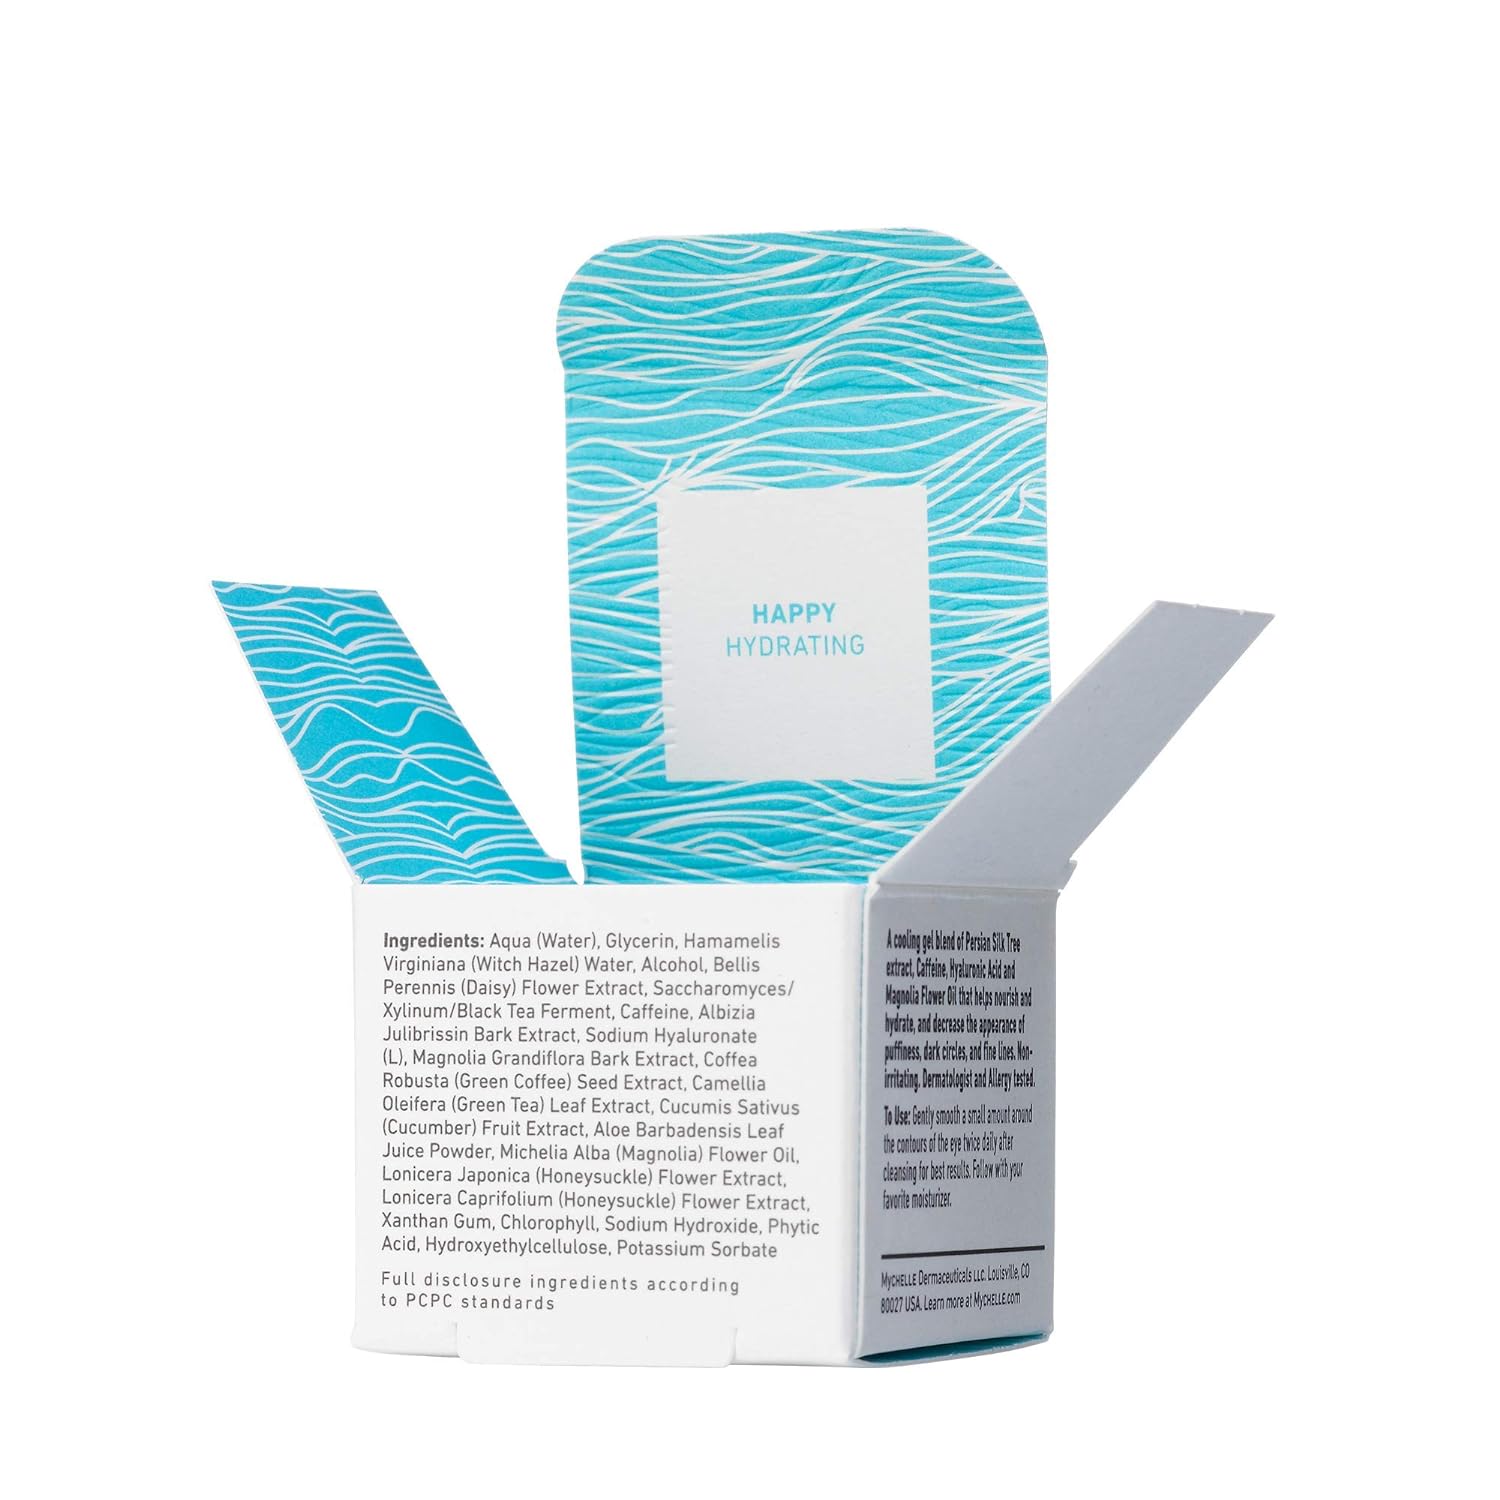 HAPPY
HYDRATING
Ingredients: Aqua (Water), Glycerin, Hamamelis
Virginiana (Witch Hazel) Water, Alcohol, Bellis
Perennis (Daisy) Flower Extract, Saccharomyces/
Xylinum/Black Tea Ferment, Caffeine, Albizia
Julibrissin Bark Extract, Sodium Hyaluronate
(L), Magnolia Grandiflora Bark Extract, Coffea
Robusta (Green Coffee) Seed Extract, Camellia
Oleifera (Green Tea) Leaf Extract, Cucumis Sativus
(Cucumber) Fruit Extract, Aloe Barbadensis Leaf
Juice Powder, Michelia Alba (Magnolia) Flower Oil,
Lonicera Japonica (Honeysuckle) Flower Extract,
Lonicera Caprifolium (Honeysuckle) Flower Extract,
Xanthan Gum, Chlorophyll, Sodium Hydroxide, Phytic
Acid, Hydroxyethylcellulose, Potassium Sorbate
Full disclosure ingredients according
to PCPC standards
A cooling gel blend of Persian Silk Tree
extract, Caffeine, Hyaluronic Acid and
Magnolia Flower Oil that helps nourish and
hydrate, and decrease the appearance of
puffiness, dark circles, and fine lines. Non-
irritating. Dermatologist and Allergy tested.
To Use: Gently smooth a small amount around
the contours of the eye twice daily after
cleansing for best results. Follow with your
favorite moisturizer.
MYCHELLE Dermaceuticals LLC. Louisville, CO
80027 USA. Learn more at MYCHELLE.com